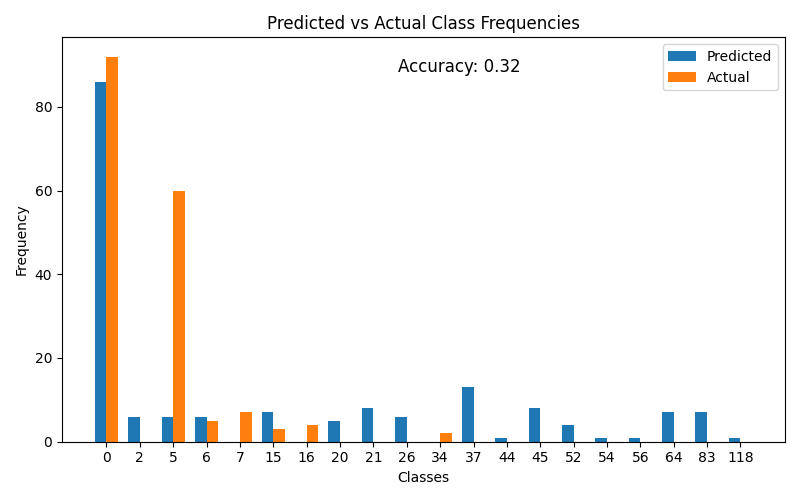 Predicted vs Actual Class Frequencies
Accuracy: 0.32
Predicted
Actual
Frequency
80
60
40
20
0
0 2 5 6 7 15 16 20 21 26 34 37 44 45 52 54 56 64 83 118
Classes